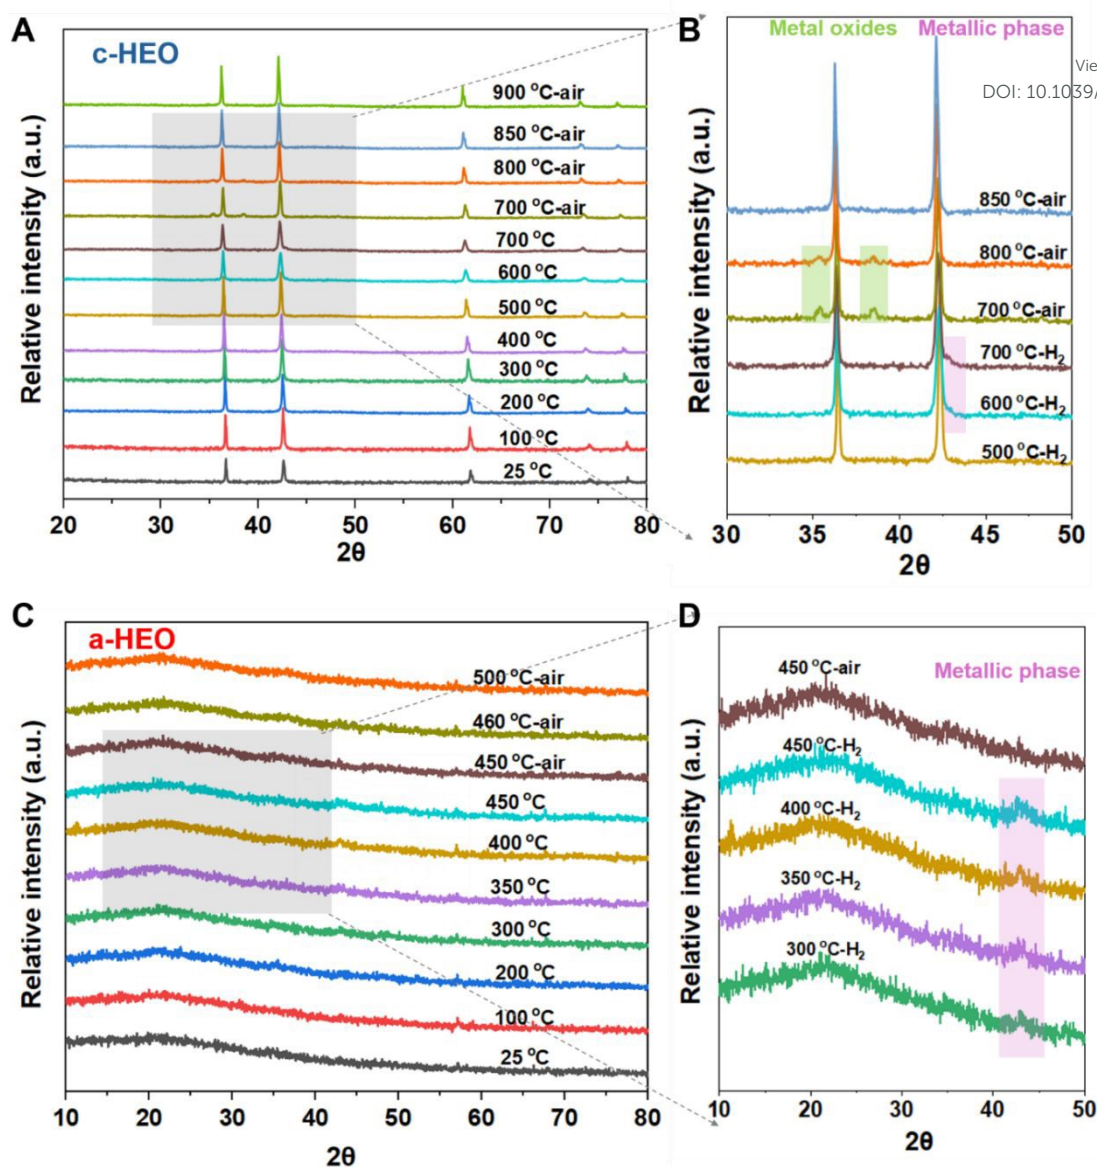 A
c-HEO
Relative intensity (a.u.)
900 °C-air
850 °C-air
800 °C-air
700 °C-air
700 °C
600 °C
500 °C
400 °C
300 °C
200 °C
100 °C
25 °C
20 30 40 50 60 70 80
2θ
B
Metal oxides Metallic phase
Relative intensity (a.u.)
850 °C-air
800 °C-air
700 °C-air
700 °C-H₂
600 °C-H₂
500 °C-H₂
30 35 40 45 50
2θ
Vie
DOI: 10.1039/
C
a-HEO
Relative intensity (a.u.)
500 °C-air
460 °C-air
450 °C-air
450 °C
400 °C
350 °C
300 °C
200 °C
100 °C
25 °C
10 20 30 40 50 60 70 80
2θ
D
Metallic phase
Relative intensity (a.u.)
450 °C-air
450 °C-H₂
400 °C-H₂
350 °C-H₂
300 °C-H₂
10 20 30 40 50
2θ